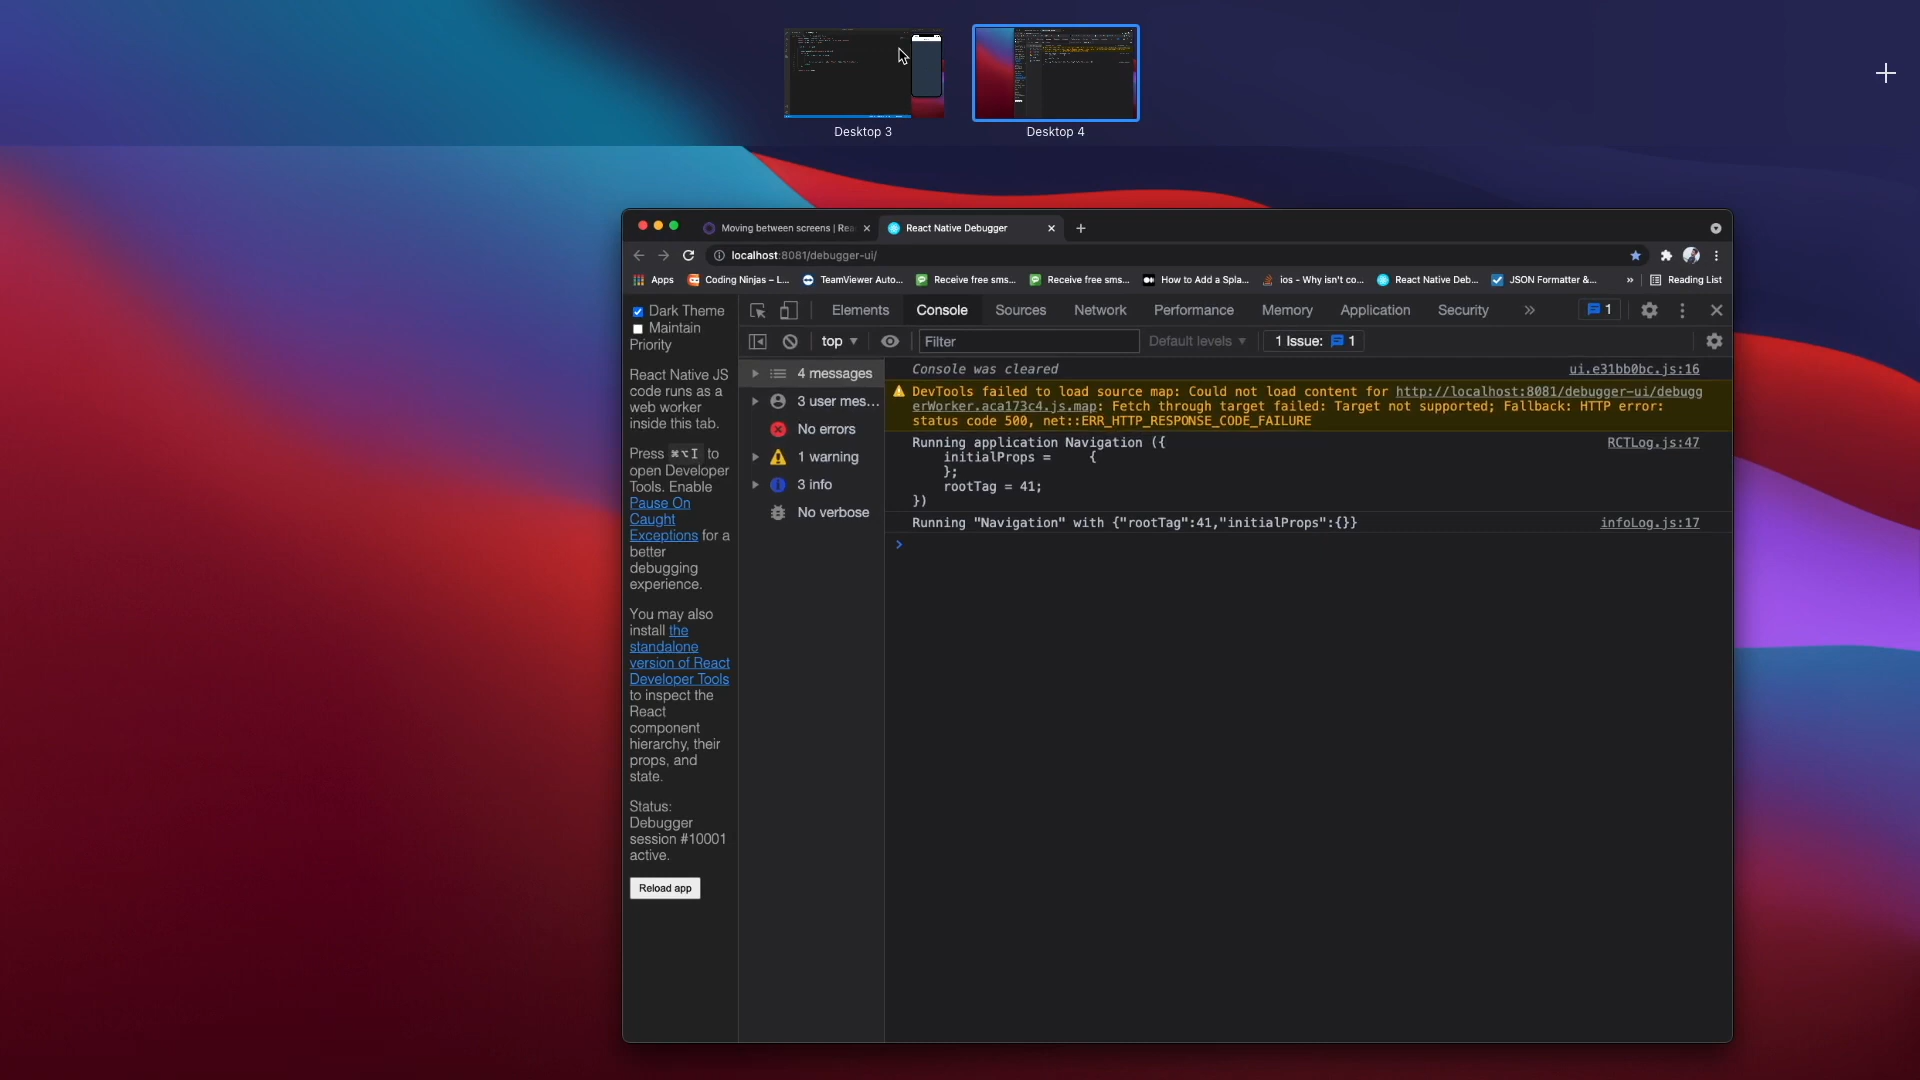 Desktop 3
Desktop 4
Moving between screens | Rea
React Native Debugger
localhost:8081/debugger-ui/
Apps
Coding Ninjas – L...
TeamViewer Auto...
Receive free sms...
Receive free sms...
How to Add a Spla...
ios - Why isn't co...
React Native Deb...
JSON Formatter &...
»
Reading List
Dark Theme
Maintain
Priority
React Native JS
code runs as a
web worker
inside this tab.
Press ⌘⌥I to
open Developer
Tools. Enable
Pause On
Caught
Exceptions for a
better
debugging
experience.
You may also
install the
standalone
version of React
Developer Tools
to inspect the
React
component
hierarchy, their
props, and
state.
Status:
Debugger
session #10001
active.
Reload app
Elements
Console
Sources
Network
Performance
Memory
Application
Security
»
1
top
Filter
Default levels
1 Issue: 1
4 messages
3 user mes...
No errors
1 warning
3 info
No verbose
Console was cleared ui.e31bb0bc.js:16
DevTools failed to load source map: Could not load content for http://localhost:8081/debugger-ui/debugg
erWorker.aca173c4.js.map: Fetch through target failed: Target not supported; Fallback: HTTP error:
status code 500, net::ERR_HTTP_RESPONSE_CODE_FAILURE
Running application Navigation ({ RCTLog.js:47
initialProps = {
};
rootTag = 41;
})
Running "Navigation" with {"rootTag":41,"initialProps":{}} infoLog.js:17
>